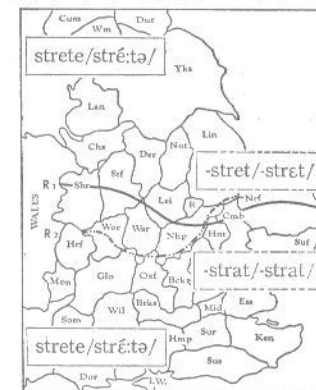 Cum
Dur
Wm
strete/stré:tə/
Yks
Lan
Lin
Chs
Der
Not
-stret/-strɛt/
R 1
Shr
Stf
Lei
R
Nrf
WALES
Cmb
R 2
Wor
War
Nhp
Hnt
Suf
Hrf
-strat/-strat/
Mon
Glo
Oxf
Bck
Ess
Brks
Mid
Som
Wil
Sur
Ken
strete/strɛ́:tə/
Hmp
Sus
Dor
I.W.